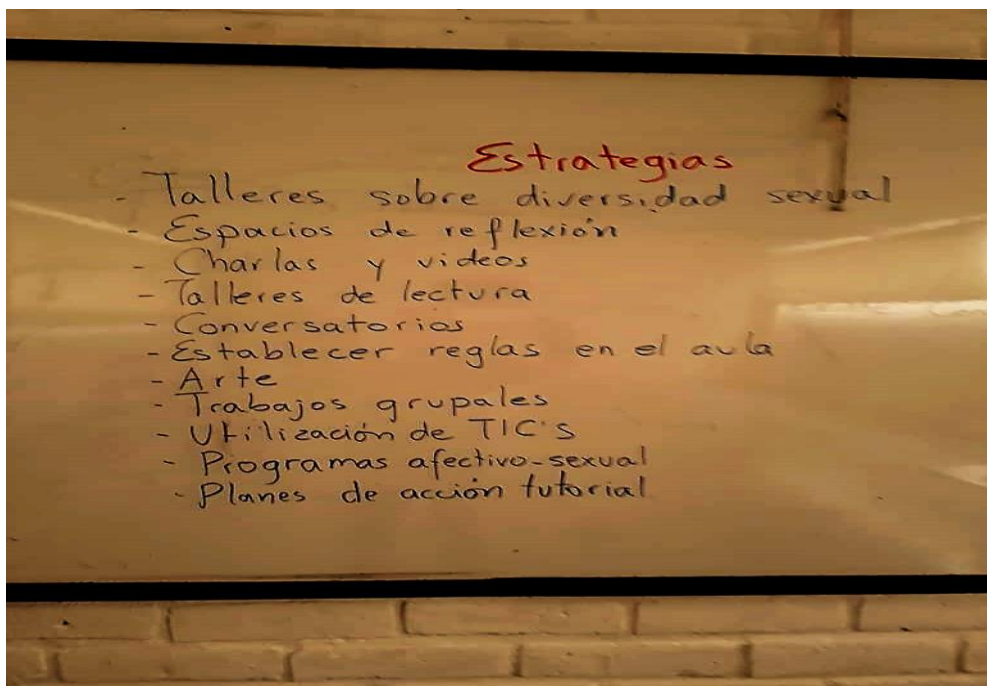 Estrategias
- Talleres sobre diversidad sexual
- Espacios de reflexión
- Charlas y videos
- Talleres de lectura
- Conversatorios
- Establecer reglas en el aula
- Arte
- Trabajos grupales
- Utilización de TIC's
- Programas afectivo-sexual
- Planes de acción tutorial